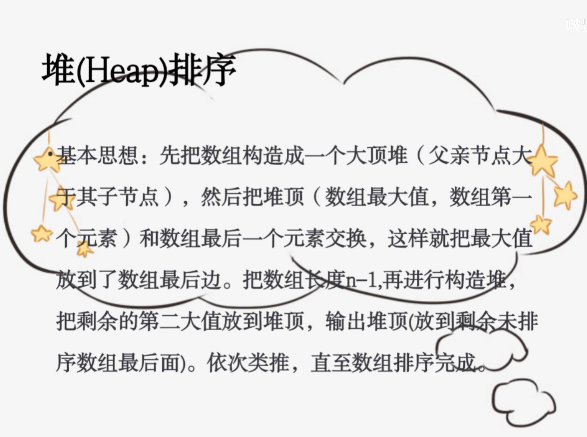 堆(Heap)排序
•基本思想：先把数组构造成一个大顶堆（父亲节点大
于其子节点），然后把堆顶（数组最大值，数组第一
个元素）和数组最后一个元素交换，这样就把最大值
放到了数组最后边。把数组长度n-1,再进行构造堆，
把剩余的第二大值放到堆顶，输出堆顶(放到剩余未排
序数组最后面)。依次类推，直至数组排序完成。